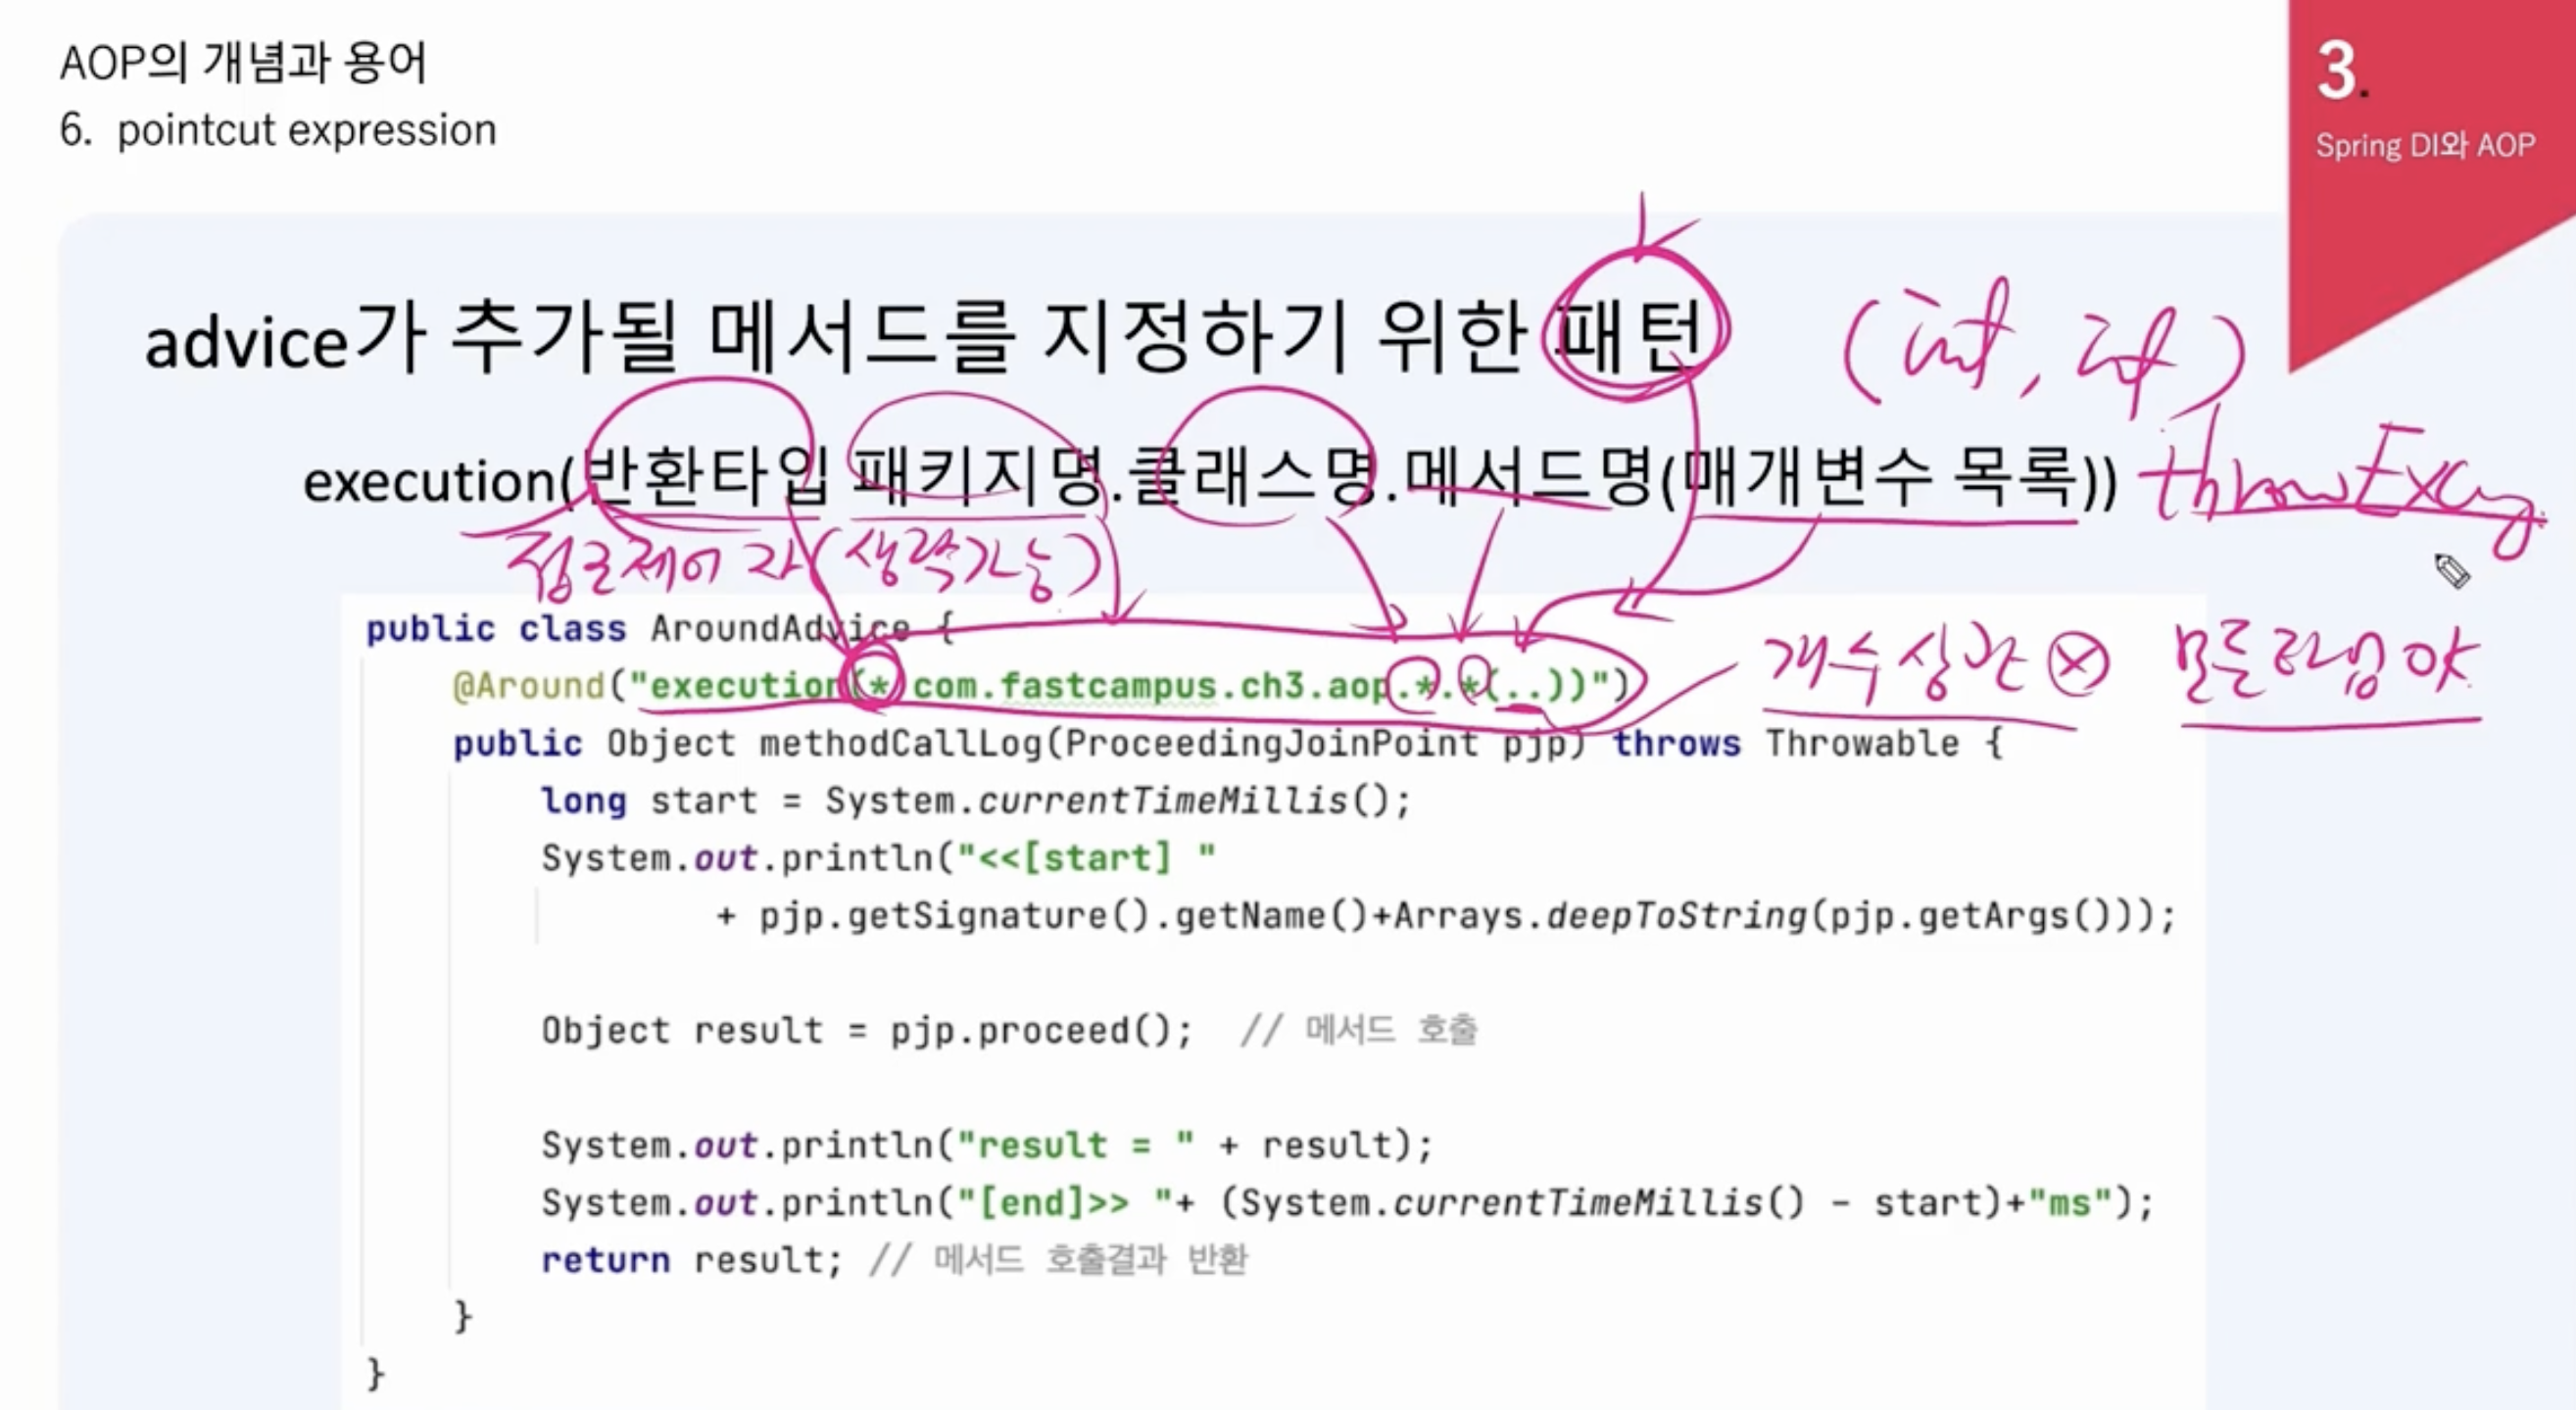 AOP의 개념과 용어
6. pointcut expression
3.
Spring DI와 AOP
advice가 추가될 메서드를 지정하기 위한 패턴
(int, int)
execution(반환타입 패키지명.클래스명.메서드명(매개변수 목록))
접근제어자(생략가능)
public class AroundAdvice {
@Around("execution(* com.fastcampus.ch3.aop.*.*(..))")
개수 상관 ⊗ 모든 타입 OK
public Object methodCallLog(ProceedingJoinPoint pjp) throws Throwable {
long start = System.currentTimeMillis();
System.out.println("<<[start] "
+ pjp.getSignature().getName()+Arrays.deepToString(pjp.getArgs()));
Object result = pjp.proceed(); // 메서드 호출
System.out.println("result = " + result);
System.out.println("[end]>> "+ (System.currentTimeMillis() - start)+"ms");
return result; // 메서드 호출결과 반환
}
}